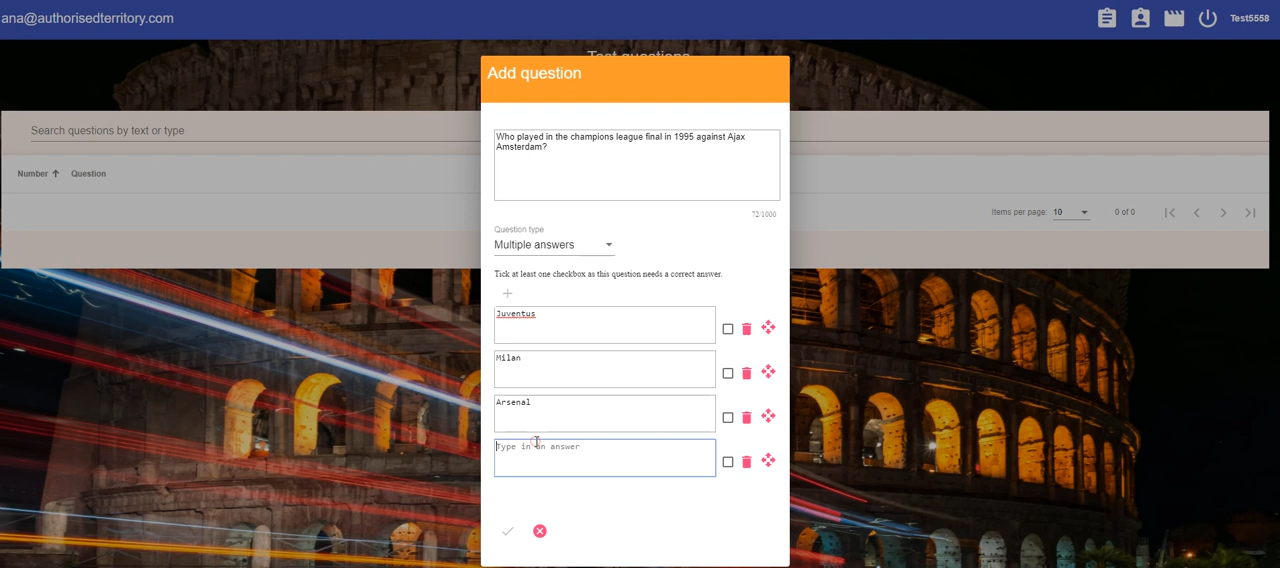 ana@authorisedterritory.com
Test5558
Test questions
Add question
Search questions by text or type
Who played in the champions league final in 1995 against Ajax
Amsterdam?
Number
Question
72/1000
Items per page: 10
0 of 0
Question type
Multiple answers
Tick at least one checkbox as this question needs a correct answer.
Juventus
Milan
Arsenal
Type in an answer